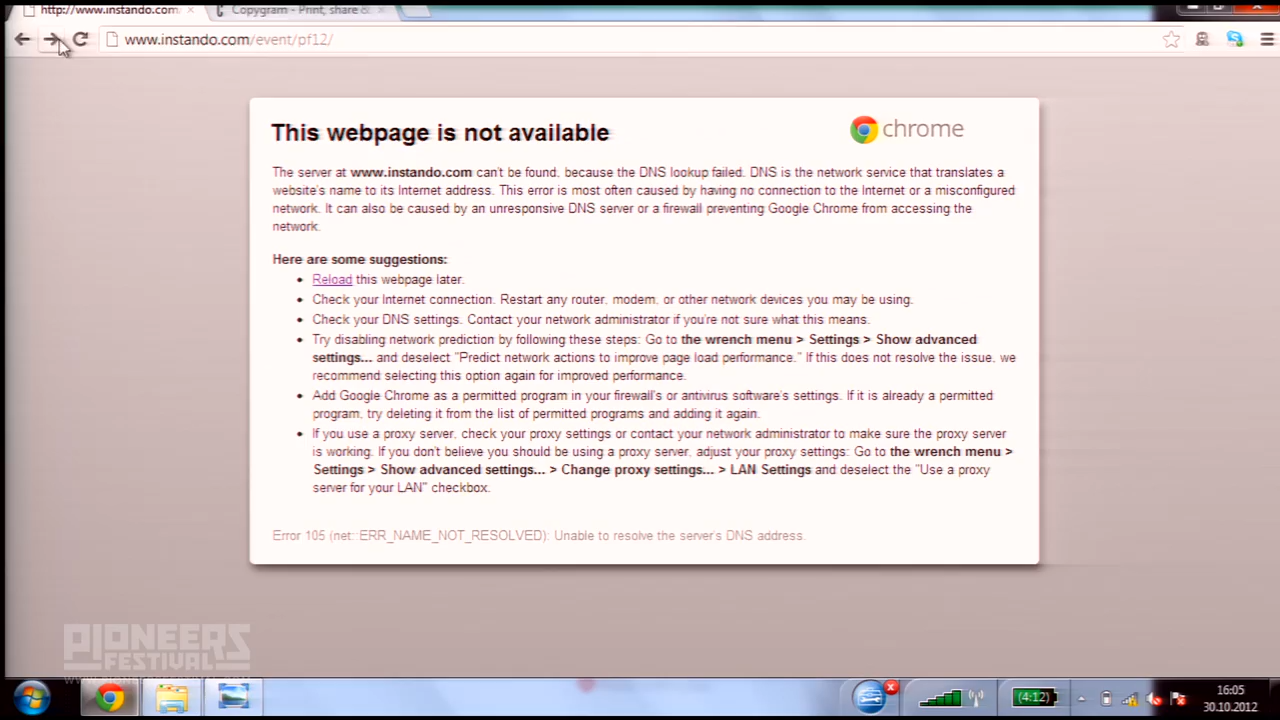 http://www.instando.com
Copygram - Print, share &
www.instando.com/event/pf12/
This webpage is not available
chrome
The server at www.instando.com can't be found, because the DNS lookup failed. DNS is the network service that translates a
website's name to its Internet address. This error is most often caused by having no connection to the Internet or a misconfigured
network. It can also be caused by an unresponsive DNS server or a firewall preventing Google Chrome from accessing the
network.
Here are some suggestions:
• Reload this webpage later.
• Check your Internet connection. Restart any router, modem, or other network devices you may be using.
• Check your DNS settings. Contact your network administrator if you're not sure what this means.
• Try disabling network prediction by following these steps: Go to the wrench menu > Settings > Show advanced
settings... and deselect "Predict network actions to improve page load performance." If this does not resolve the issue, we
recommend selecting this option again for improved performance.
• Add Google Chrome as a permitted program in your firewall's or antivirus software's settings. If it is already a permitted
program, try deleting it from the list of permitted programs and adding it again.
• If you use a proxy server, check your proxy settings or contact your network administrator to make sure the proxy server
is working. If you don't believe you should be using a proxy server, adjust your proxy settings: Go to the wrench menu >
Settings > Show advanced settings... > Change proxy settings... > LAN Settings and deselect the "Use a proxy
server for your LAN" checkbox.
Error 105 (net::ERR_NAME_NOT_RESOLVED): Unable to resolve the server's DNS address.
PIONEERS
FESTIVAL
(4:12)
16:05
30.10.2012